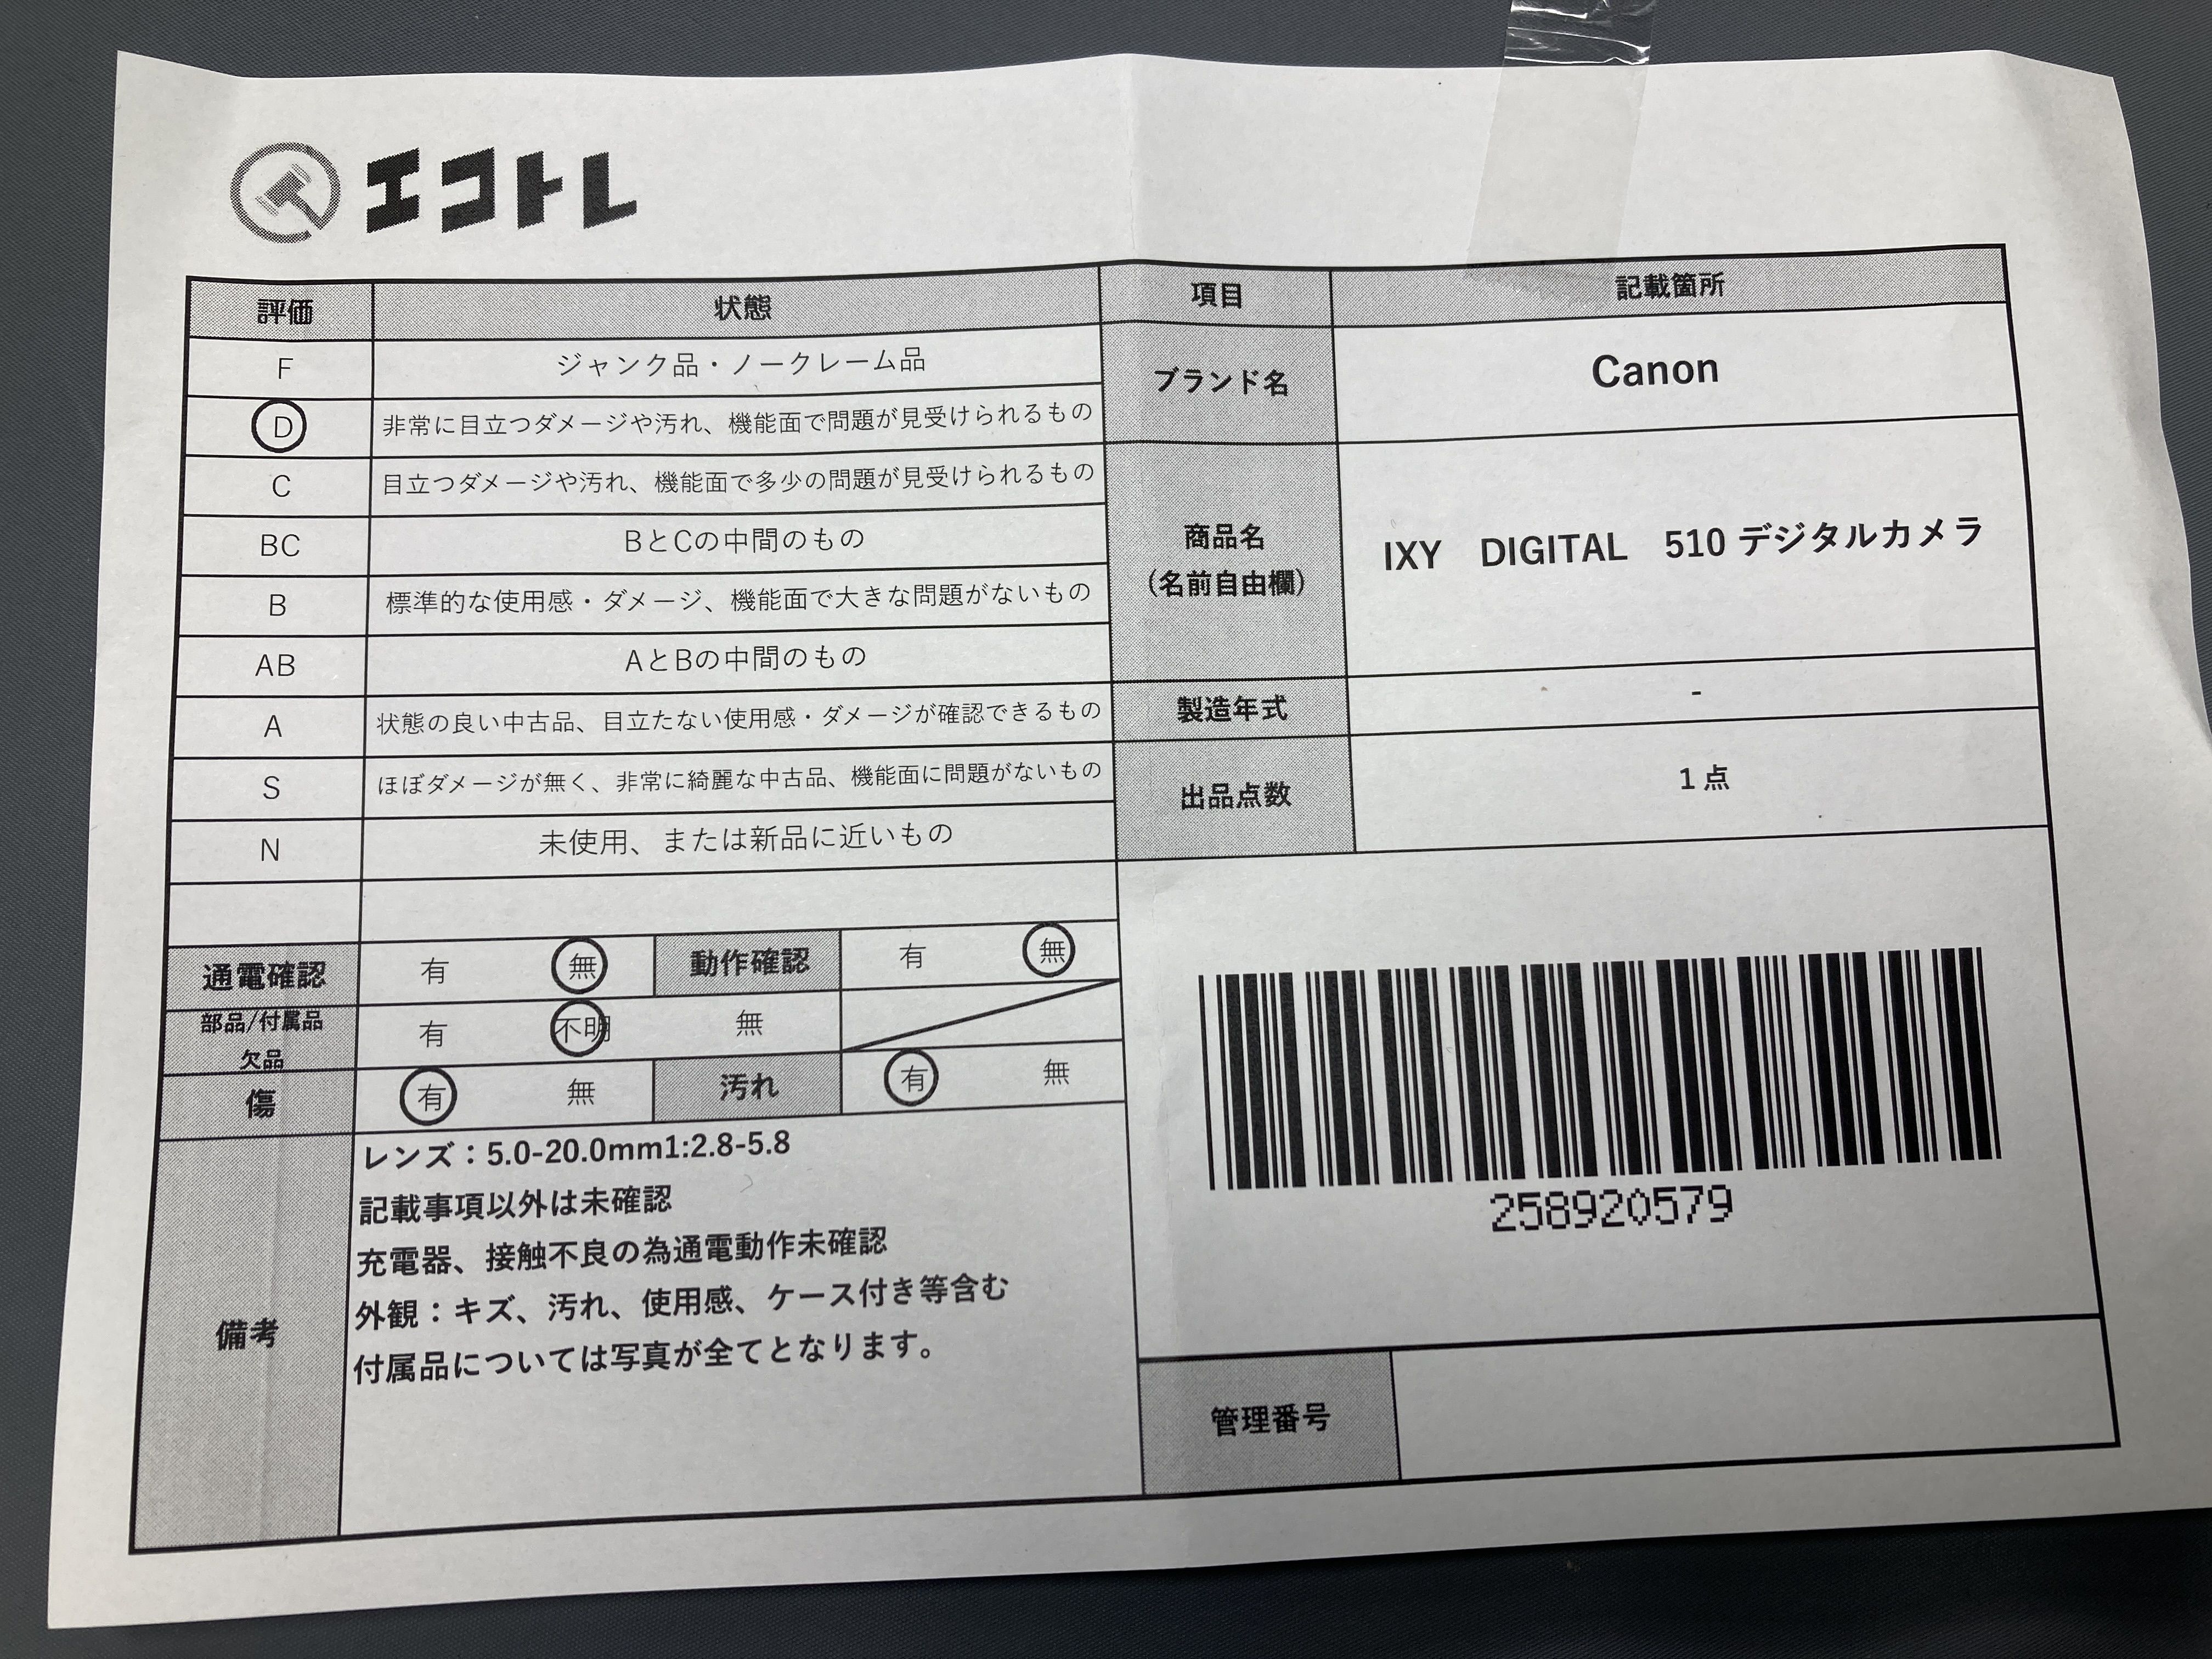 エコトレ
評価 状態
F ジャンク品・ノークレーム品
D 非常に目立つダメージや汚れ、機能面で問題が見受けられるもの
C 目立つダメージや汚れ、機能面で多少の問題が見受けられるもの
BC BとCの中間のもの
B 標準的な使用感・ダメージ、機能面で大きな問題がないもの
AB AとBの中間のもの
A 状態の良い中古品、目立たない使用感・ダメージが確認できるもの
S ほぼダメージが無く、非常に綺麗な中古品、機能面に問題がないもの
N 未使用、または新品に近いもの
通電確認 有 無 動作確認 有 無
部品/付属品
欠品
有 不明 無
傷 有 無 汚れ 有 無
備考
レンズ：5.0-20.0mm1:2.8-5.8
記載事項以外は未確認
充電器、接触不良の為通電動作未確認
外観：キズ、汚れ、使用感、ケース付き等含む
付属品については写真が全てとなります。
項目 記載箇所
ブランド名 Canon
商品名
（名前自由欄）
IXY DIGITAL 510 デジタルカメラ
製造年式 -
出品点数 1 点
258920579
管理番号